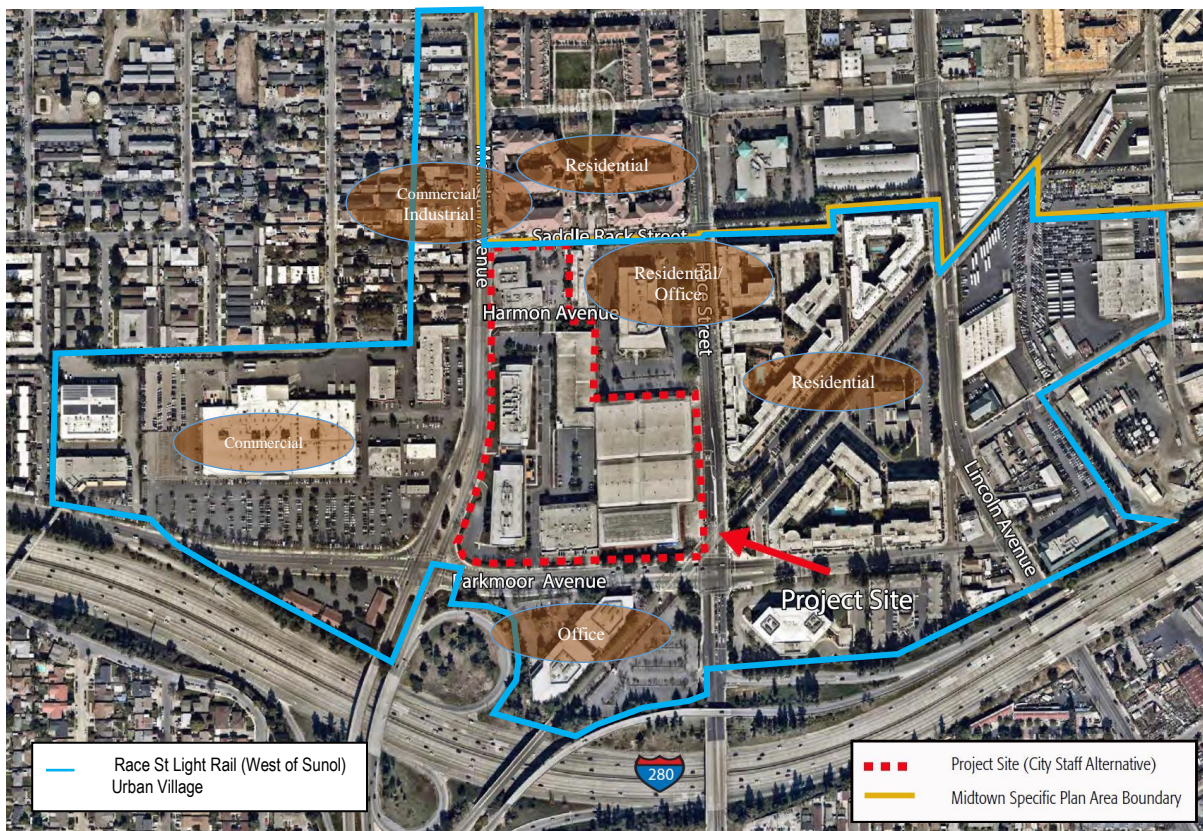 Residential
Commercial/
Industrial
Saddle Rack Street
Avenue
Residential/
Office
Race Street
Harmon Avenue
Residential
Commercial
Lincoln Avenue
Parkmoor Avenue
Project Site
Office
Race St Light Rail (West of Sunol)
Urban Village
280
Project Site (City Staff Alternative)
Midtown Specific Plan Area Boundary